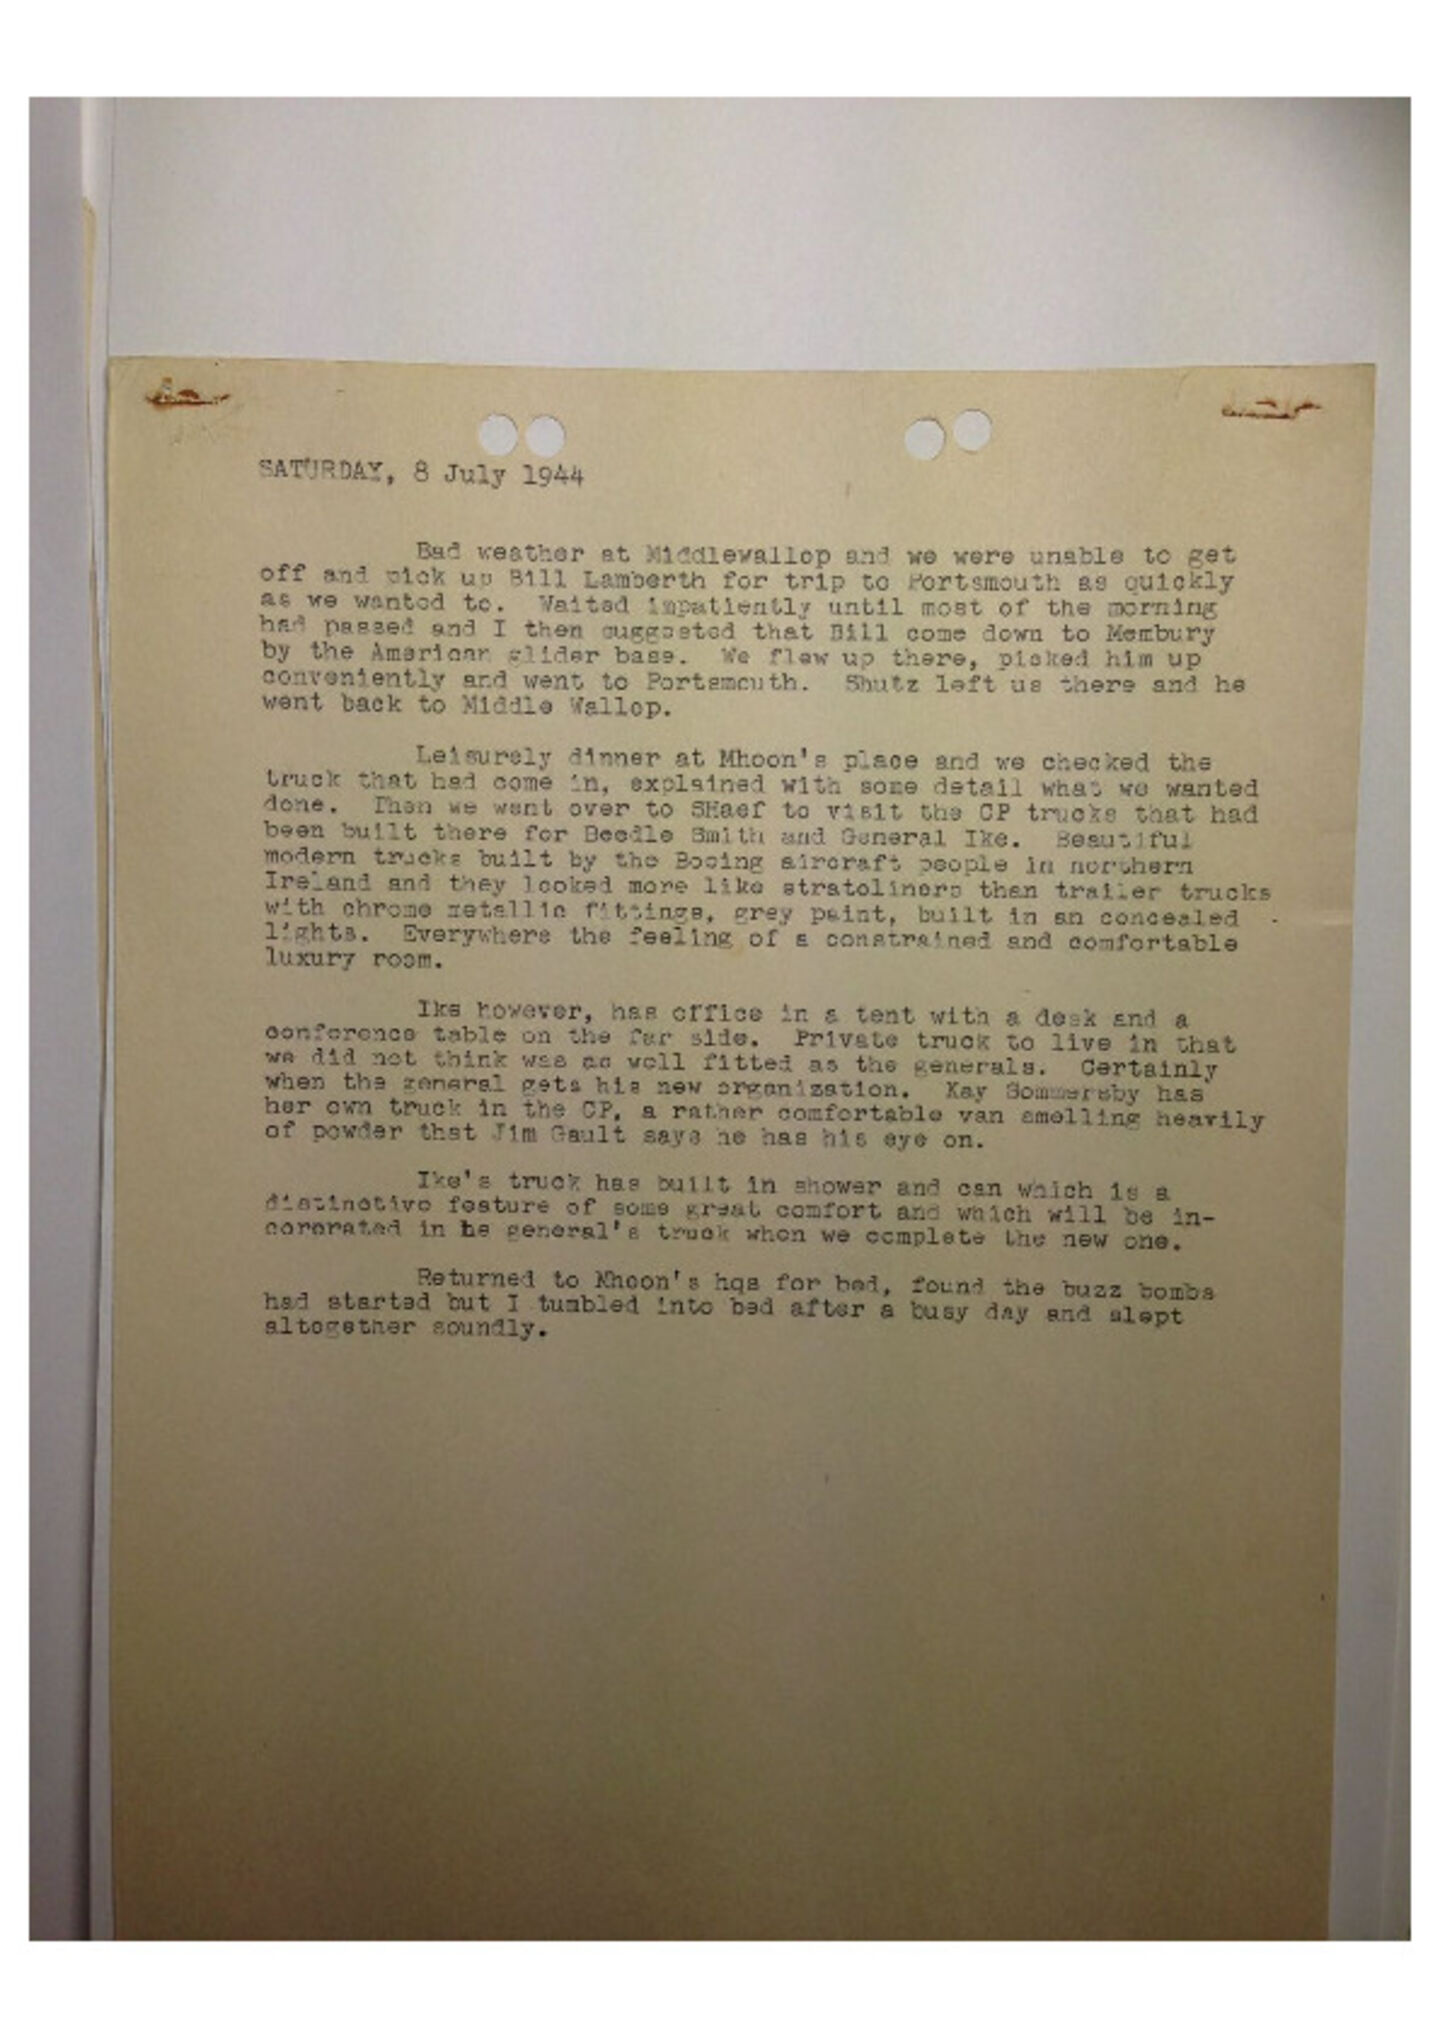 SATURDAY, 8 July 1944
Bad weather at Middlewallop and we were unable to get
off and pick up Bill Lamberth for trip to Portsmouth as quickly
as we wanted to. Waited impatiently until most of the morning
had passed and I then suggested that Bill come down to Membury
by the American glider base. We flew up there, picked him up
conveniently and went to Portsmouth. Shutz left us there and he
went back to Middle Wallop.
Leisurely dinner at Mhoon's place and we checked the
truck that had come in, explained with some detail what we wanted
done. Then we went over to SHaef to visit the CP trucks that had
been built there for Beedle Smith and General Ike. Beautiful
modern trucks built by the Boeing aircraft people in northern
Ireland and they looked more like stratoliners than trailer trucks
with chrome metallic fittings, grey paint, built in an concealed
lights. Everywhere the feeling of a constrained and comfortable
luxury room.
Ike however, has office in a tent with a desk and a
conference table on the far side. Private truck to live in that
we did not think was as well fitted as the generals. Certainly
when the general gets his new organization. Kay Sommersby has
her own truck in the CP, a rather comfortable van smelling heavily
of powder that Jim Gault says he has his eye on.
Ike's truck has built in shower and can which is a
distinctive feature of some great comfort and which will be in-
cororated in he general's truck when we complete the new one.
Returned to Mhoon's hqs for bed, found the buzz bombs
had started but I tumbled into bed after a busy day and slept
altogether soundly.